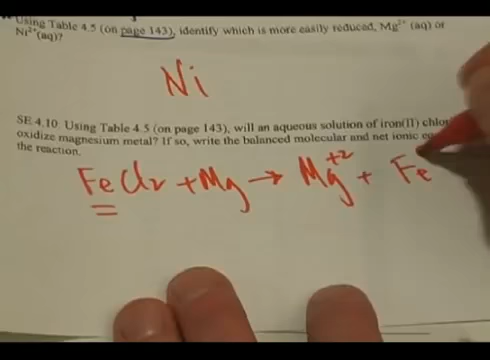 Using Table 4.5 (on page 143), identify which is more easily reduced, Mg²⁺ (aq) or
Ni²⁺(aq)?
Ni
SE 4.10. Using Table 4.5 (on page 143), will an aqueous solution of iron(II)
oxidize magnesium metal? If so, write the balanced molecular and net ionic
the reaction.
FeCl₂ + Mg → Mg⁺² + Fe